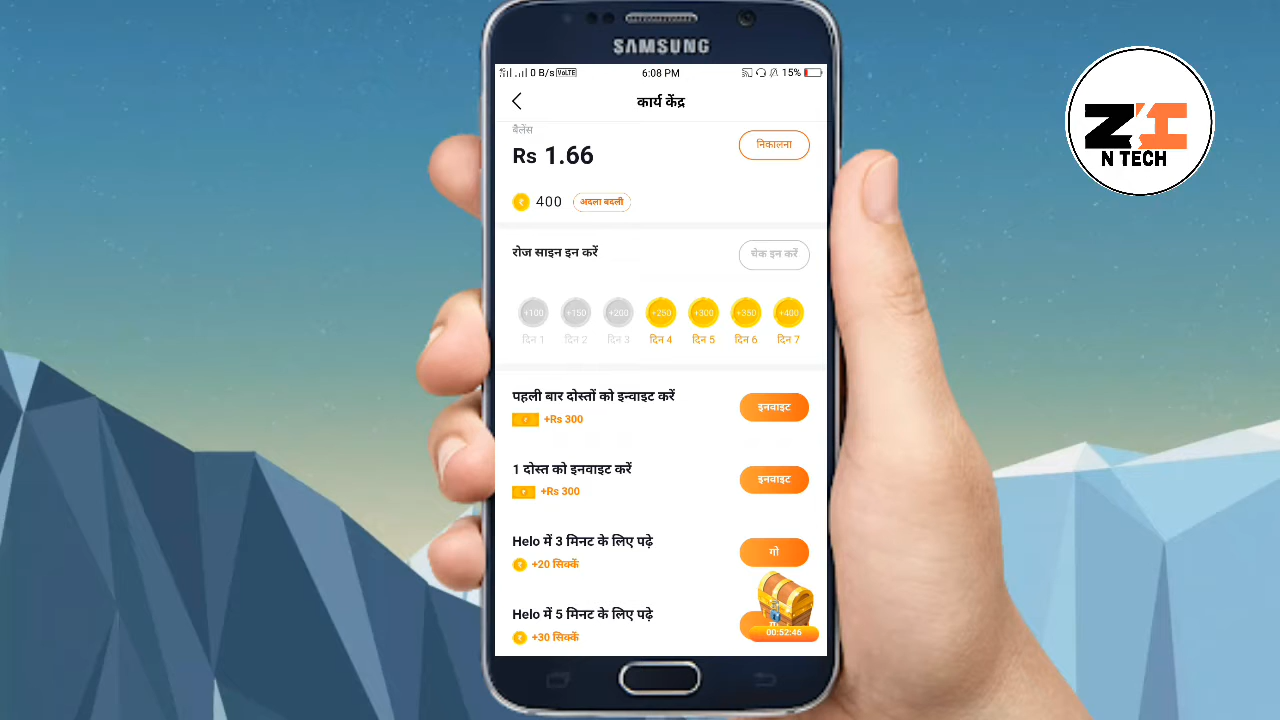 SAMSUNG
0 B/s VoLTE 6:08 PM 15%
कार्य केंद्र
बैलेंस
Rs 1.66
निकालना
400 अदला बदली
रोज साइन इन करें
चेक इन करें
+100 +150 +200 +250 +300 +350 +400
दिन 1 दिन 2 दिन 3 दिन 4 दिन 5 दिन 6 दिन 7
पहली बार दोस्तों को इन्वाइट करें
+Rs 300
इनवाइट
1 दोस्त को इनवाइट करें
+Rs 300
इनवाइट
Helo में 3 मिनट के लिए पढ़े
+20 सिक्कें
गो
Helo में 5 मिनट के लिए पढ़े
+30 सिक्कें
00:52:46
ZI
N TECH